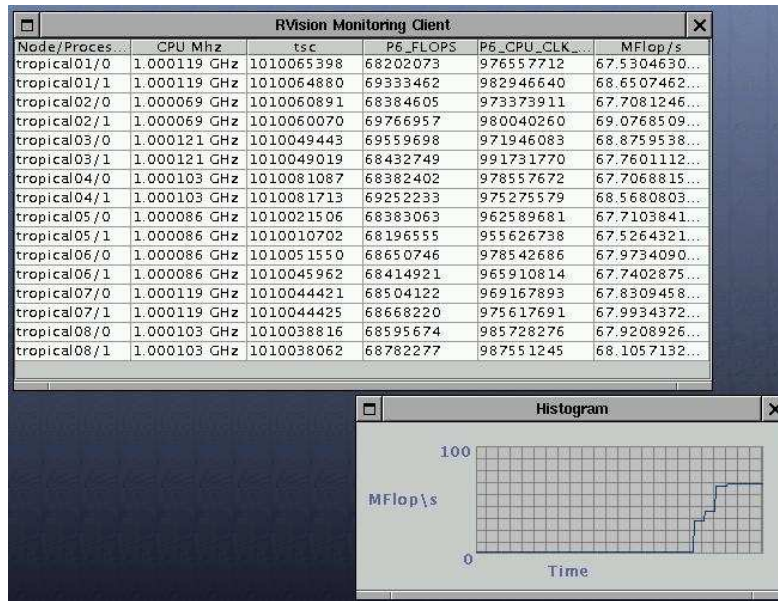 RVision Monitoring Client
Node/Proces... CPU Mhz tsc P6_FLOPS P6_CPU_CLK_... MFlop/s
tropical01/0 1.000119 GHz 1010065398 68202073 976557712 67.5304630...
tropical01/1 1.000119 GHz 1010064880 69333462 982946640 68.6507462...
tropical02/0 1.000069 GHz 1010060891 68384605 973373911 67.7081246...
tropical02/1 1.000069 GHz 1010060070 69766957 980040260 69.0768509...
tropical03/0 1.000121 GHz 1010049443 69559698 971946083 68.8759538...
tropical03/1 1.000121 GHz 1010049019 68432749 991731770 67.7601112...
tropical04/0 1.000103 GHz 1010081087 68382402 978557672 67.7068815...
tropical04/1 1.000103 GHz 1010081713 69252233 975275579 68.5680803...
tropical05/0 1.000086 GHz 1010021506 68383063 962589681 67.7103841...
tropical05/1 1.000086 GHz 1010010702 68196555 955626738 67.5264321...
tropical06/0 1.000086 GHz 1010051550 68650746 978542686 67.9734090...
tropical06/1 1.000086 GHz 1010045962 68414921 965910814 67.7402875...
tropical07/0 1.000119 GHz 1010044421 68504122 969167893 67.8309458...
tropical07/1 1.000119 GHz 1010044425 68668220 975617691 67.9934372...
tropical08/0 1.000103 GHz 1010038816 68595674 985728276 67.9208926...
tropical08/1 1.000103 GHz 1010038062 68782277 987551245 68.1057132...
Histogram
100
MFlop\s
0
Time